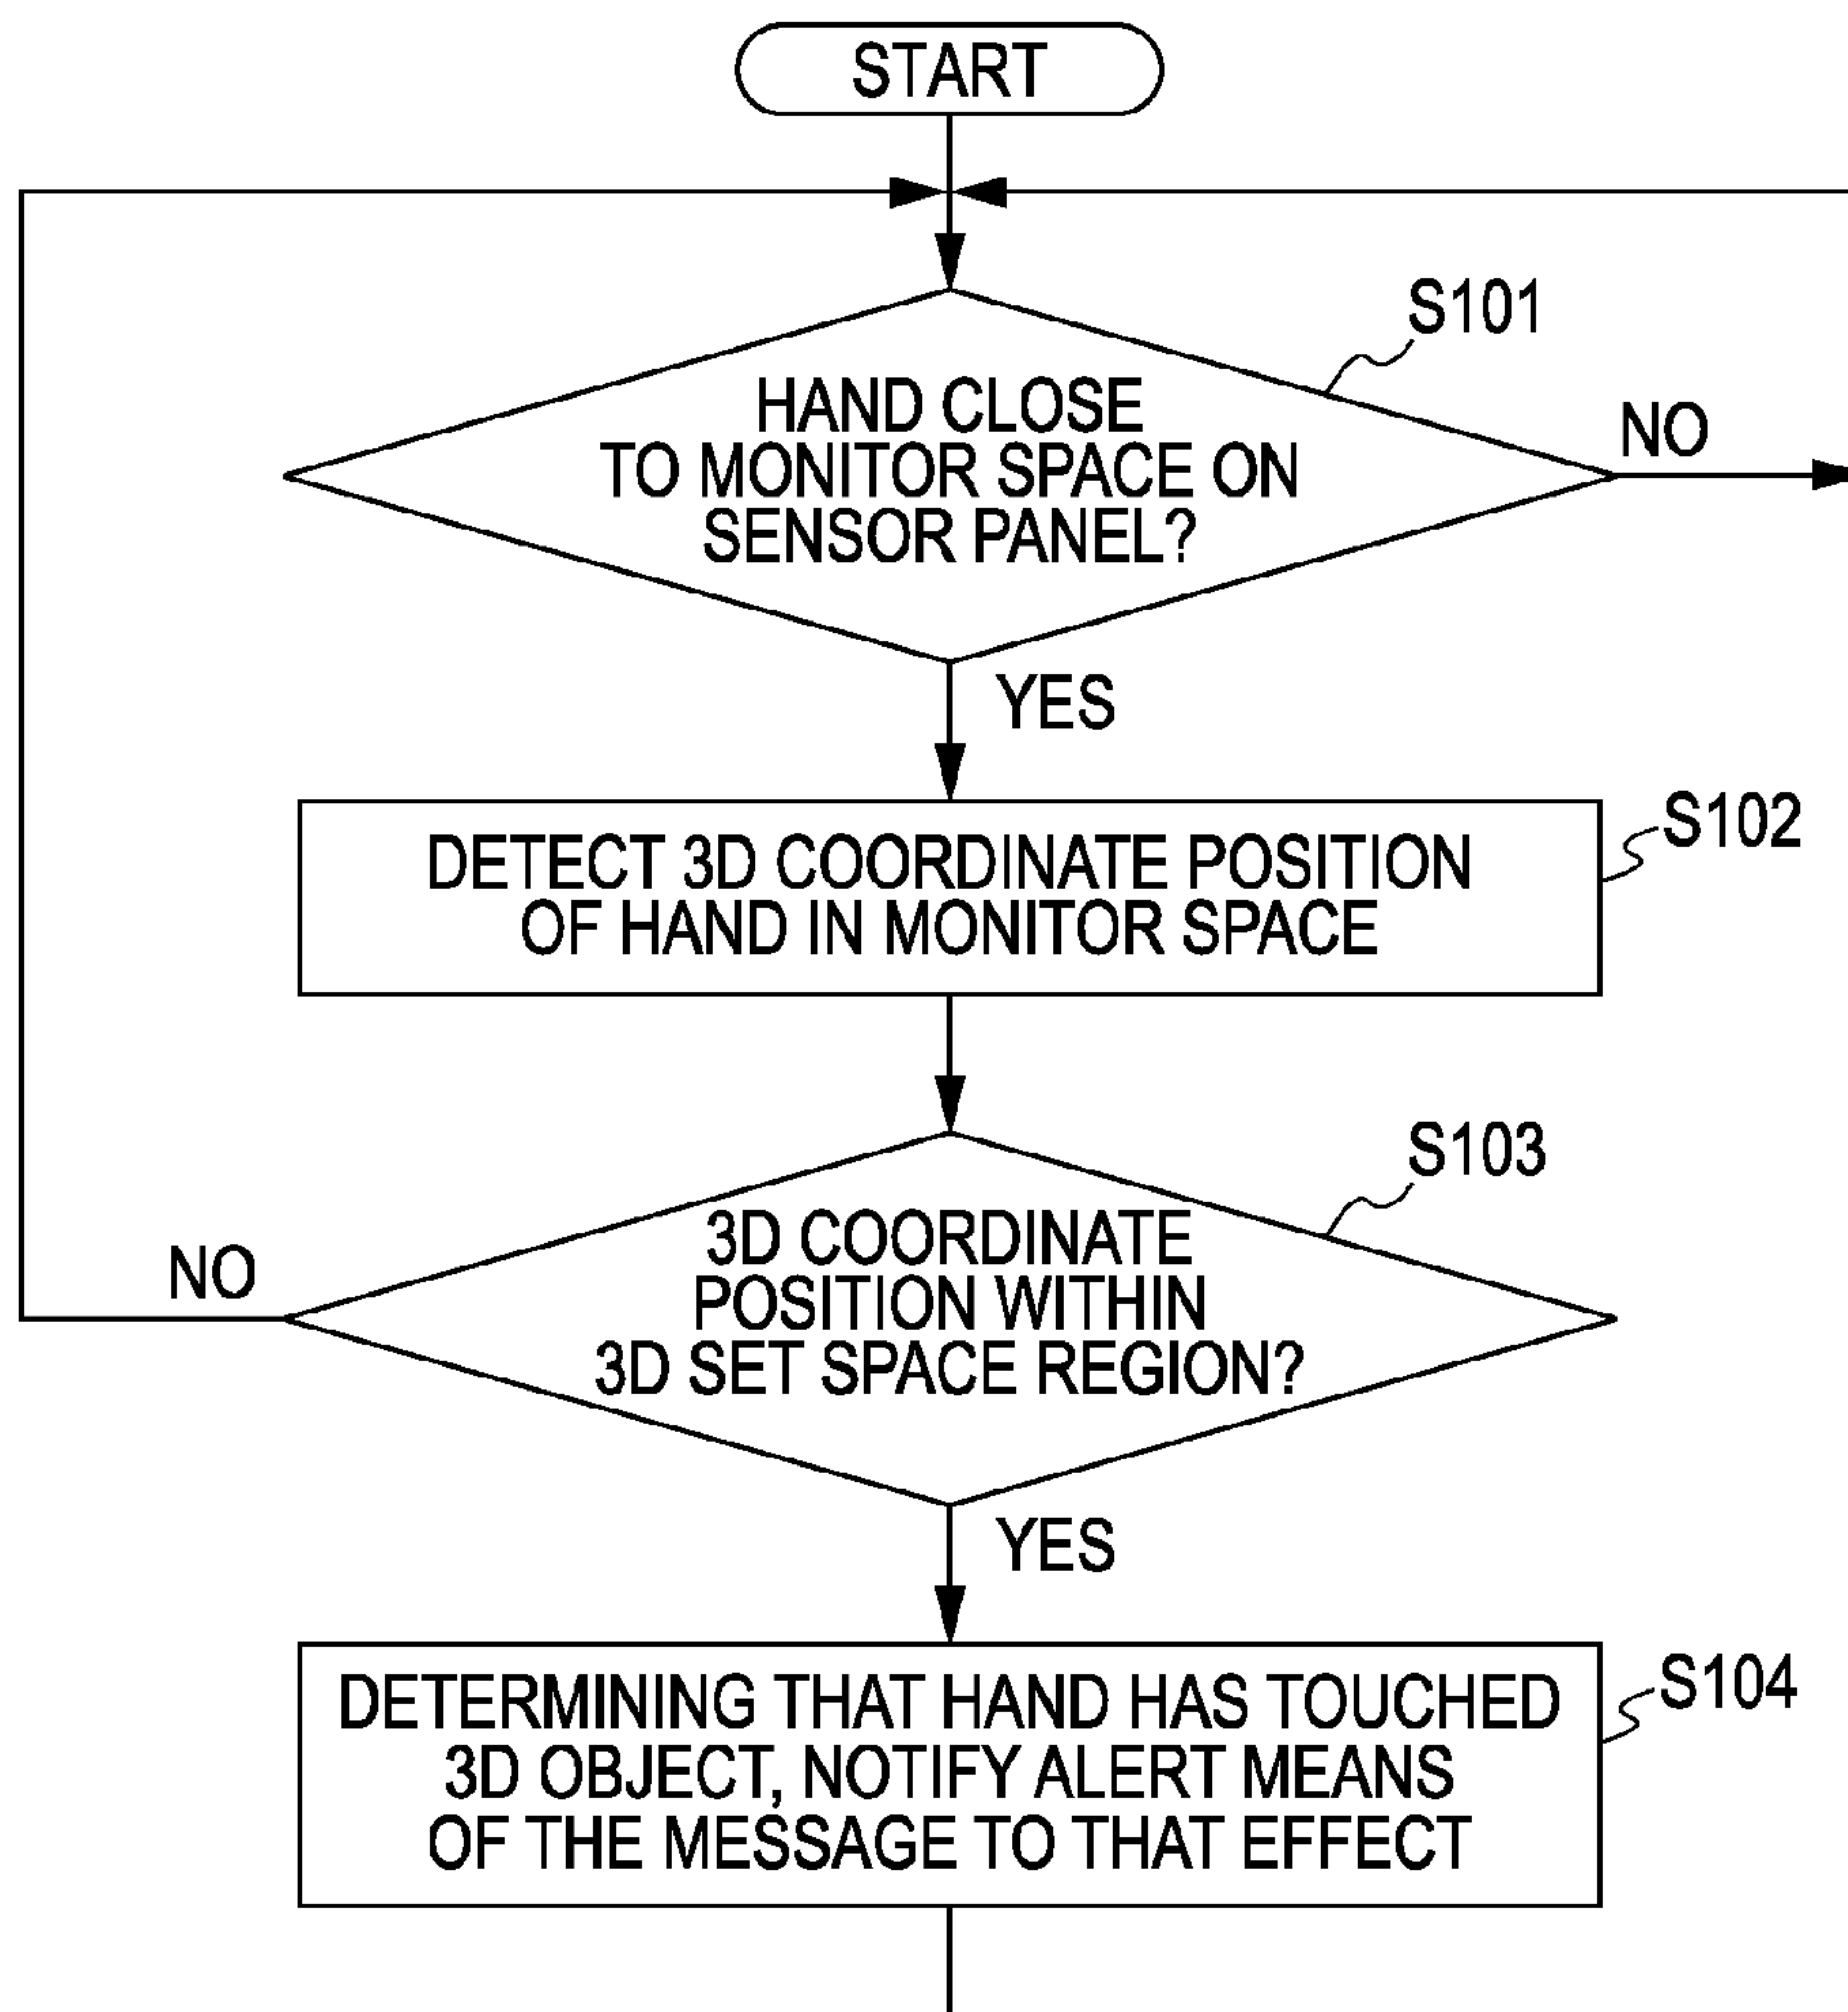 START
S101
HAND CLOSE
TO MONITOR SPACE ON
SENSOR PANEL?
NO
YES
S102
DETECT 3D COORDINATE POSITION
OF HAND IN MONITOR SPACE
S103
3D COORDINATE
POSITION WITHIN
3D SET SPACE REGION?
NO
YES
S104
DETERMINING THAT HAND HAS TOUCHED
3D OBJECT, NOTIFY ALERT MEANS
OF THE MESSAGE TO THAT EFFECT